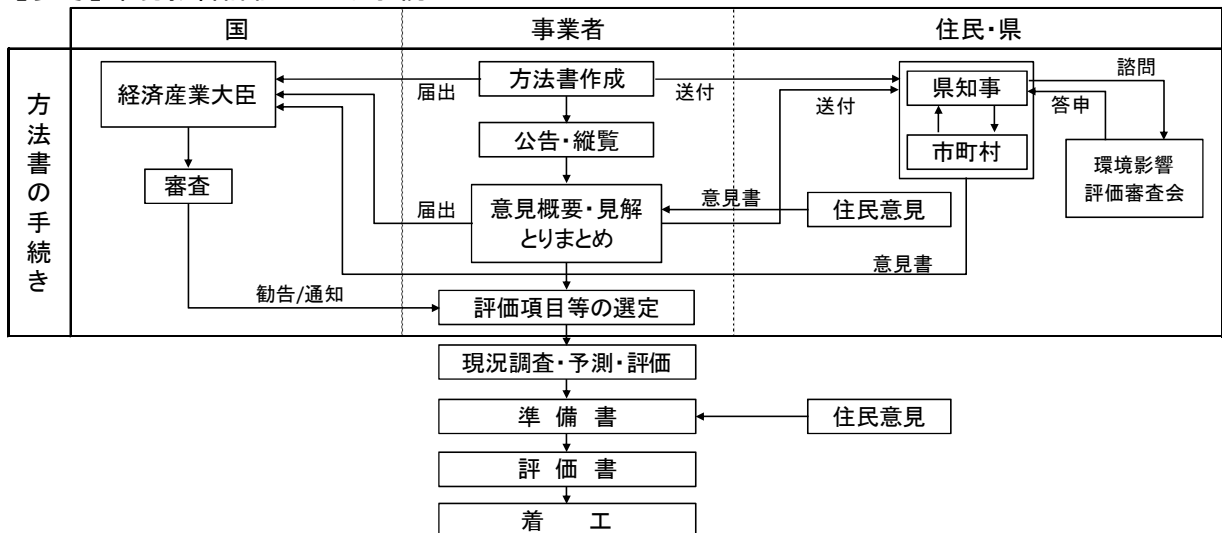 国
事業者
住民・県
方法書の手続き
経済産業大臣
届出
方法書作成
送付
県知事
諮問
送付
答申
公告・縦覧
市町村
環境影響
評価審査会
審査
届出
意見概要・見解
とりまとめ
意見書
住民意見
意見書
勧告/通知
評価項目等の選定
現況調査・予測・評価
準 備 書
住民意見
評 価 書
着 工